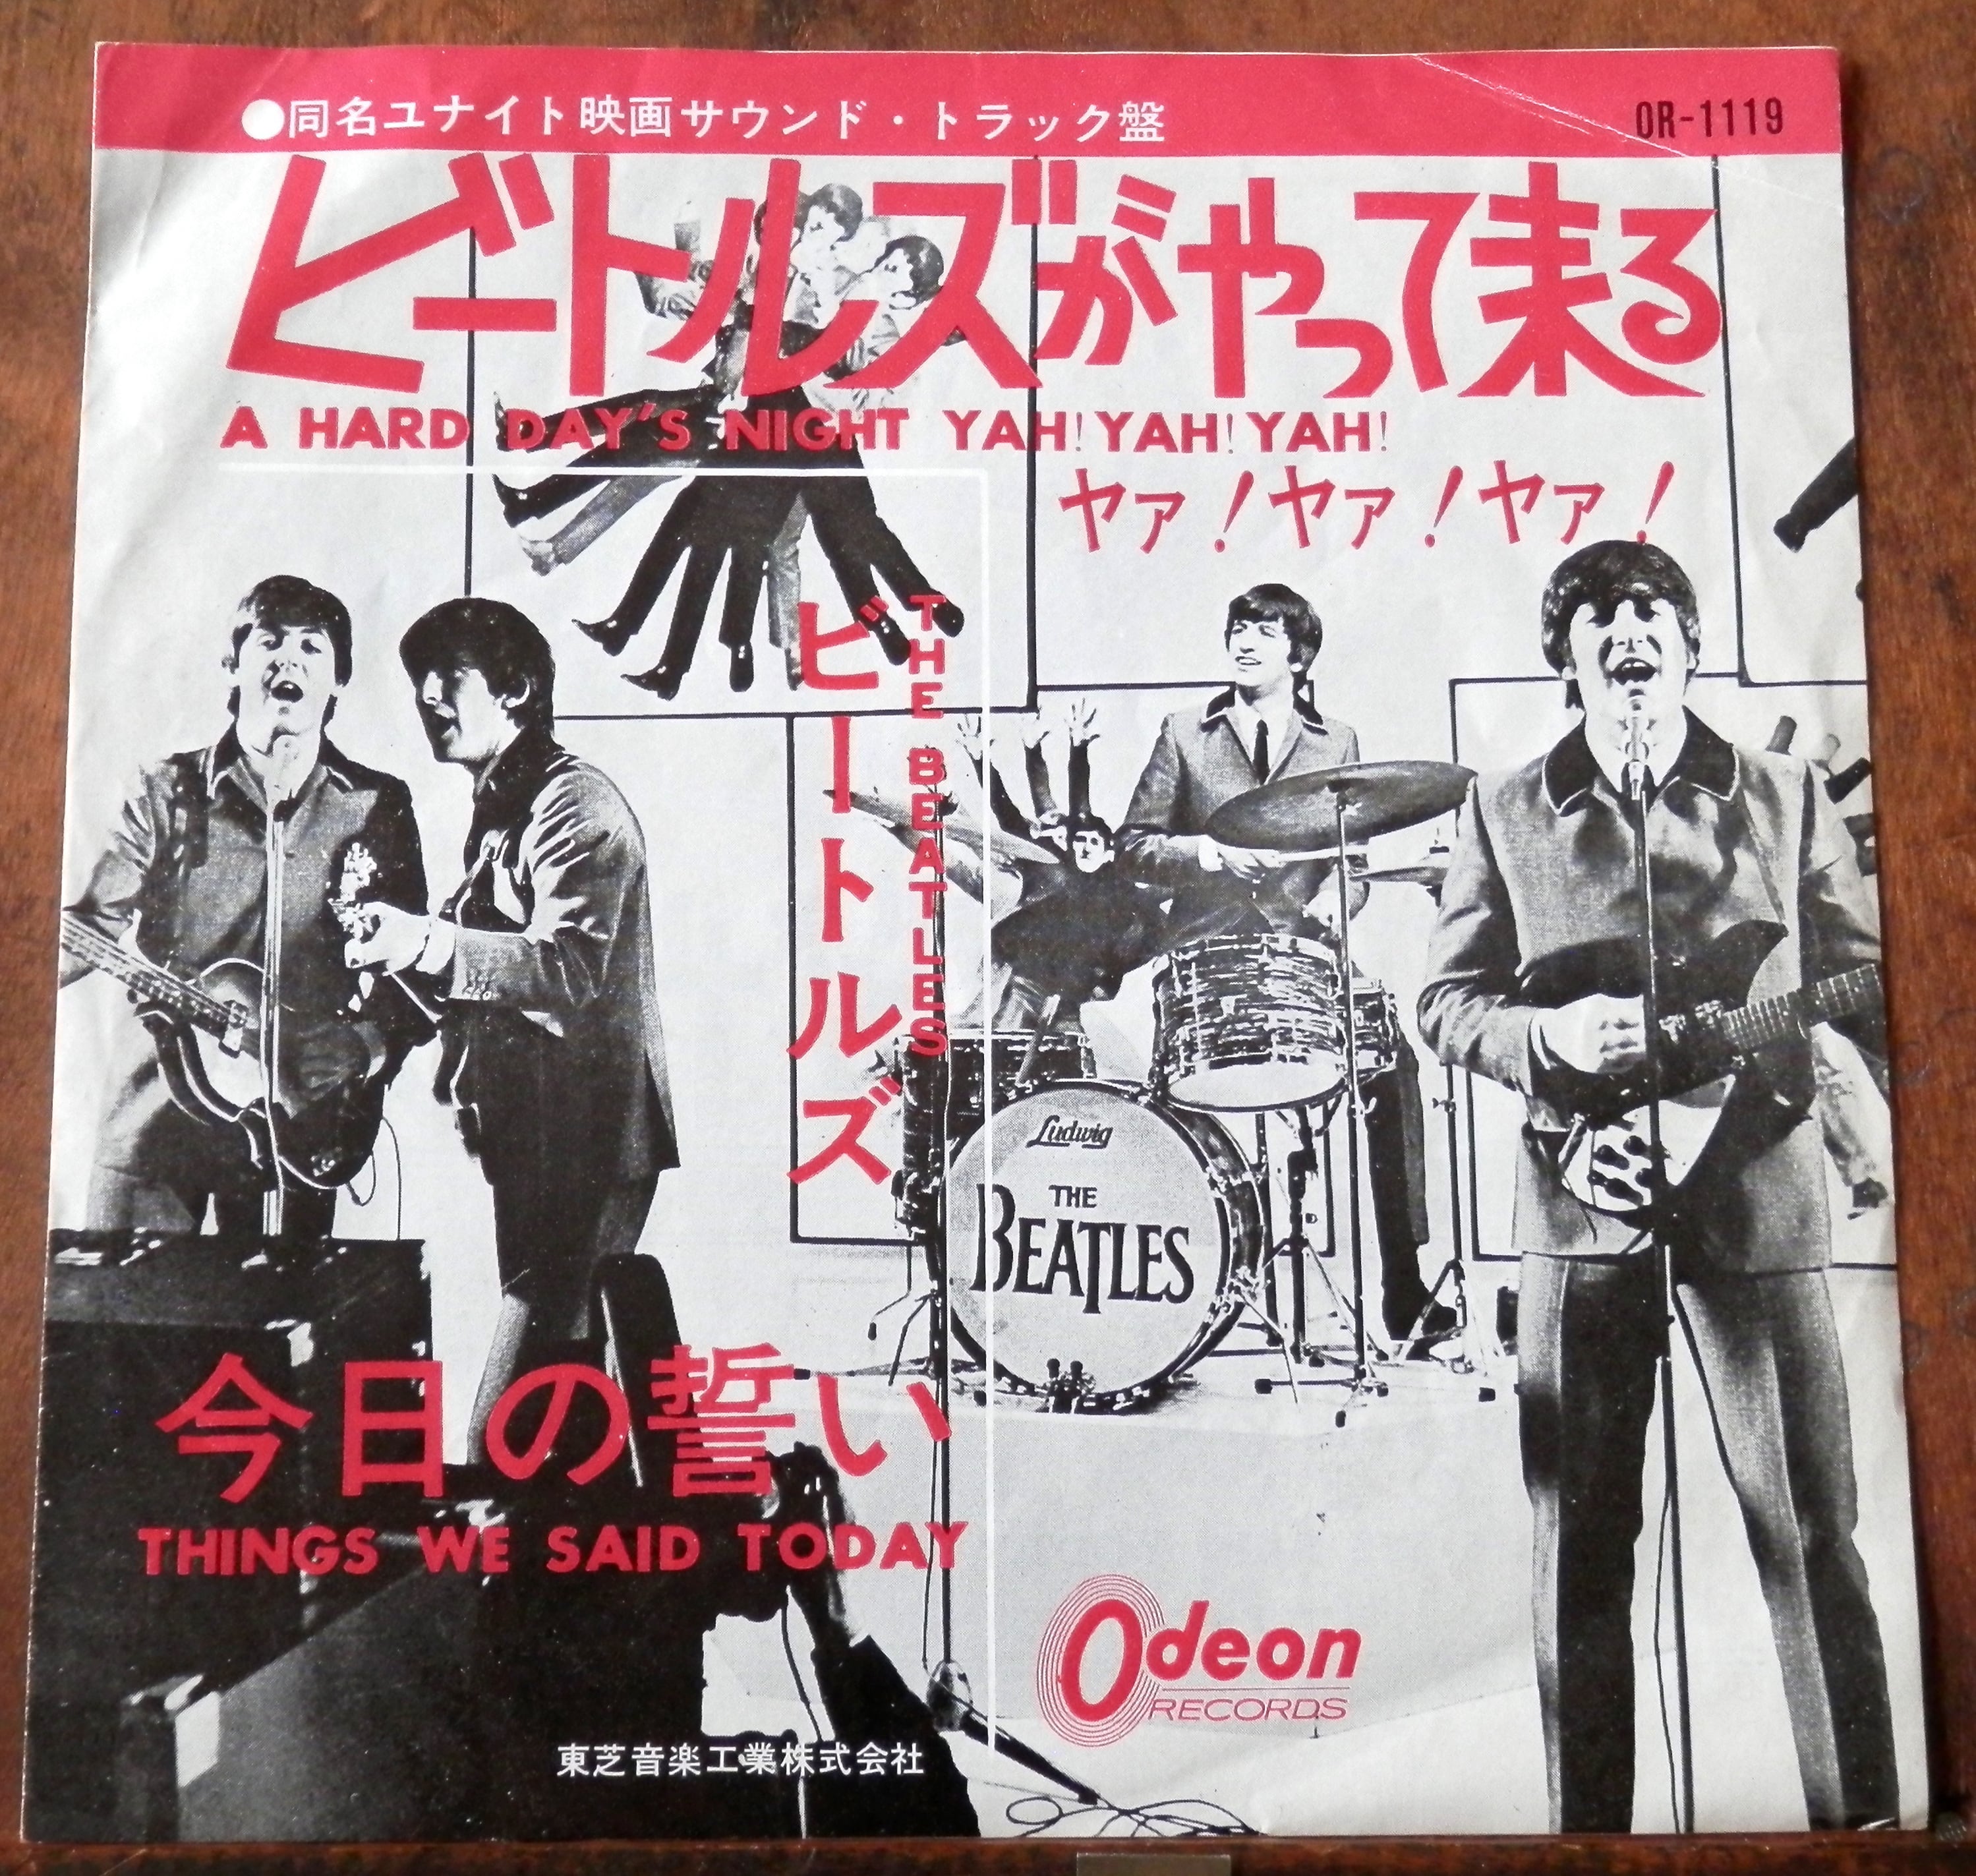 ●同名ユナイト映画サウンド・トラック盤
OR-1119
ビートルズがやって来る
A HARD DAY'S NIGHT YAH! YAH! YAH!
ヤァ!ヤァ!ヤァ!
ビートルズ
THE BEATLES
Ludwig
THE
BEATLES
今日の誓い
THINGS WE SAID TODAY
Odeon
RECORDS
東芝音楽工業株式会社